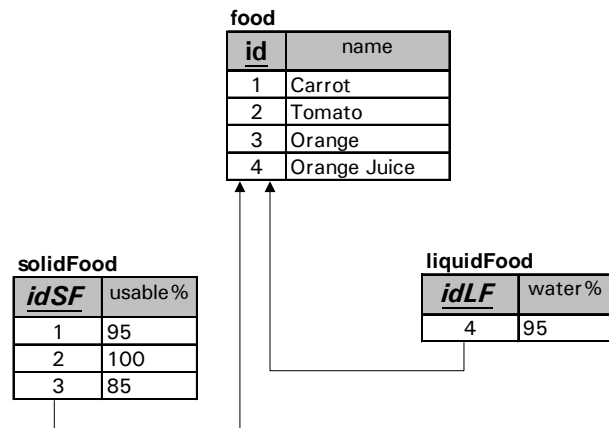 food
id name
1 Carrot
2 Tomato
3 Orange
4 Orange Juice
solidFood
idSF usable%
1 95
2 100
3 85
liquidFood
idLF water%
4 95